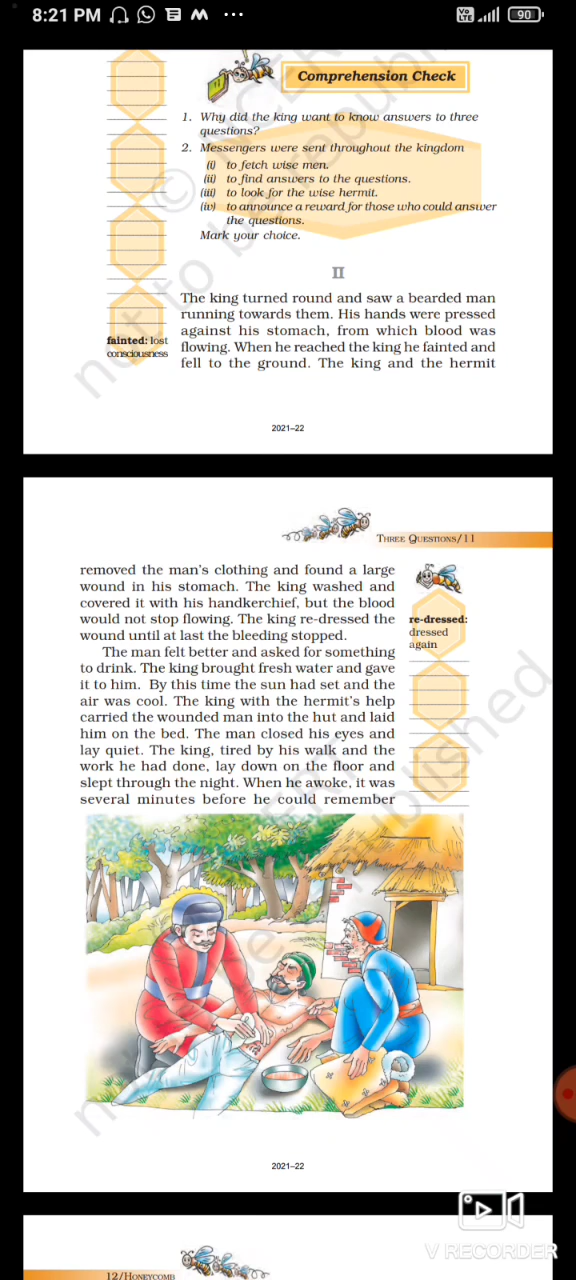 8:21 PM
Vo LTE
90
Comprehension Check
1. Why did the king want to know answers to three
questions?
2. Messengers were sent throughout the kingdom
(i) to fetch wise men.
(ii) to find answers to the questions.
(iii) to look for the wise hermit.
(iv) to announce a reward for those who could answer
the questions.
Mark your choice.
II
The king turned round and saw a bearded man
running towards them. His hands were pressed
against his stomach, from which blood was
flowing. When he reached the king he fainted and
fell to the ground. The king and the hermit
fainted: lost
consciousness
2021–22
THREE QUESTIONS/11
removed the man's clothing and found a large
wound in his stomach. The king washed and
covered it with his handkerchief, but the blood
would not stop flowing. The king re-dressed the
wound until at last the bleeding stopped.
The man felt better and asked for something
to drink. The king brought fresh water and gave
it to him. By this time the sun had set and the
air was cool. The king with the hermit's help
carried the wounded man into the hut and laid
him on the bed. The man closed his eyes and
lay quiet. The king, tired by his walk and the
work he had done, lay down on the floor and
slept through the night. When he awoke, it was
several minutes before he could remember
re-dressed:
dressed
again
2021–22
V RECORDER
12/HONEYCOMB